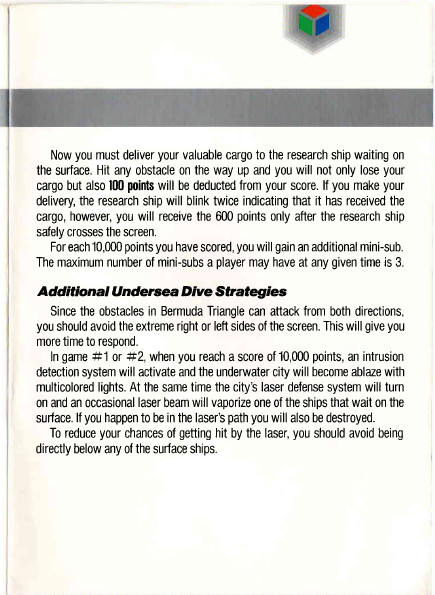 Now you must deliver your valuable cargo to the research ship waiting on
the surface. Hit any obstacle on the way up and you will not only lose your
cargo but also 100 points will be deducted from your score. If you make your
delivery, the research ship will blink twice indicating that it has received the
cargo, however, you will receive the 600 points only after the research ship
safely crosses the screen.
For each 10,000 points you have scored, you will gain an additional mini-sub.
The maximum number of mini-subs a player may have at any given time is 3.
Additional Undersea Dive Strategies
Since the obstacles in Bermuda Triangle can attack from both directions,
you should avoid the extreme right or left sides of the screen. This will give you
more time to respond.
In game #1 or #2, when you reach a score of 10,000 points, an intrusion
detection system will activate and the underwater city will become ablaze with
multicolored lights. At the same time the city's laser defense system will turn
on and an occasional laser beam will vaporize one of the ships that wait on the
surface. If you happen to be in the laser's path you will also be destroyed.
To reduce your chances of getting hit by the laser, you should avoid being
directly below any of the surface ships.